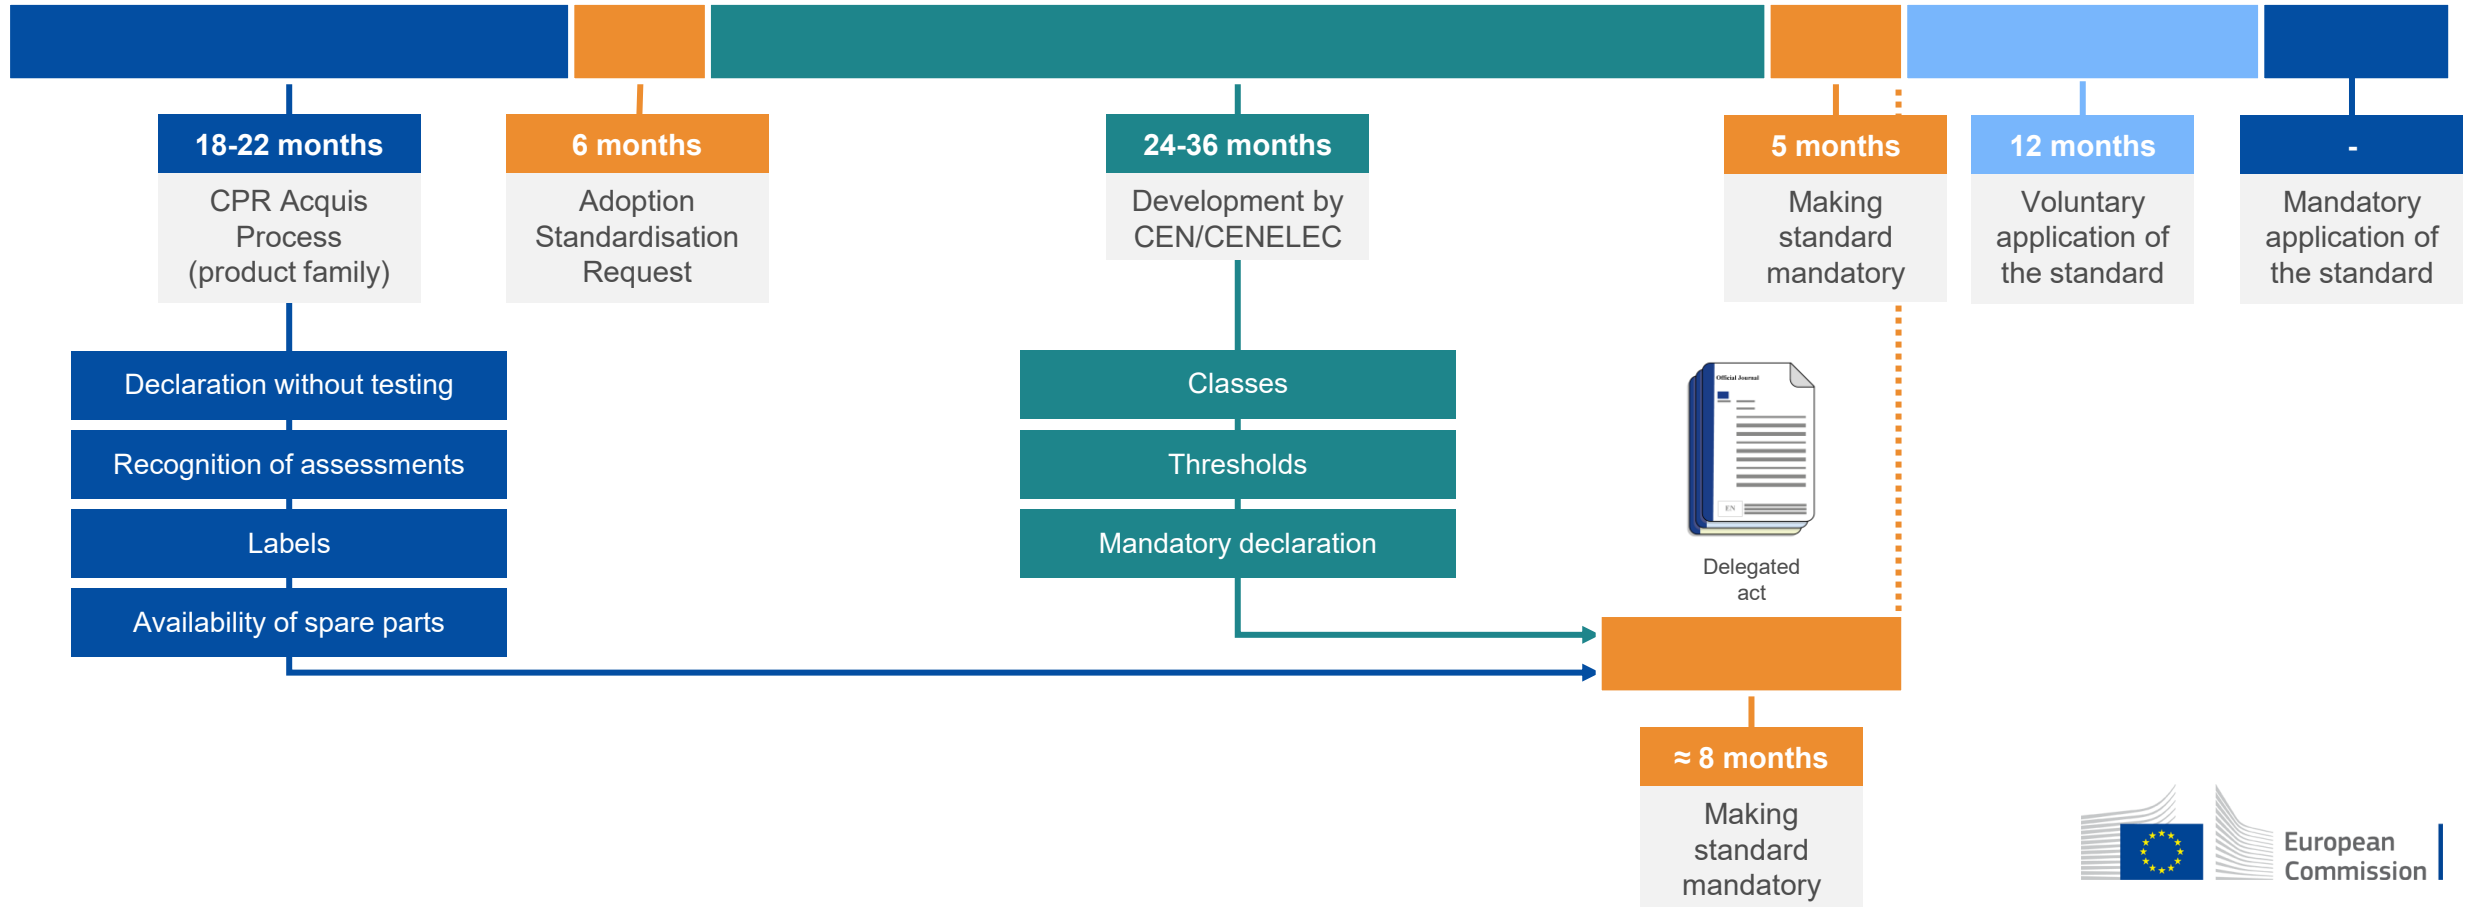 18-22 months
CPR Acquis
Process
(product family)
6 months
Adoption
Standardisation
Request
24-36 months
Development by
CEN/CENELEC
5 months
Making
standard
mandatory
12 months
Voluntary
application of
the standard
-
Mandatory
application of
the standard
Declaration without testing
Recognition of assessments
Labels
Availability of spare parts
Classes
Thresholds
Mandatory declaration
Official Journal
EN
Delegated
act
≈ 8 months
Making
standard
mandatory
European
Commission